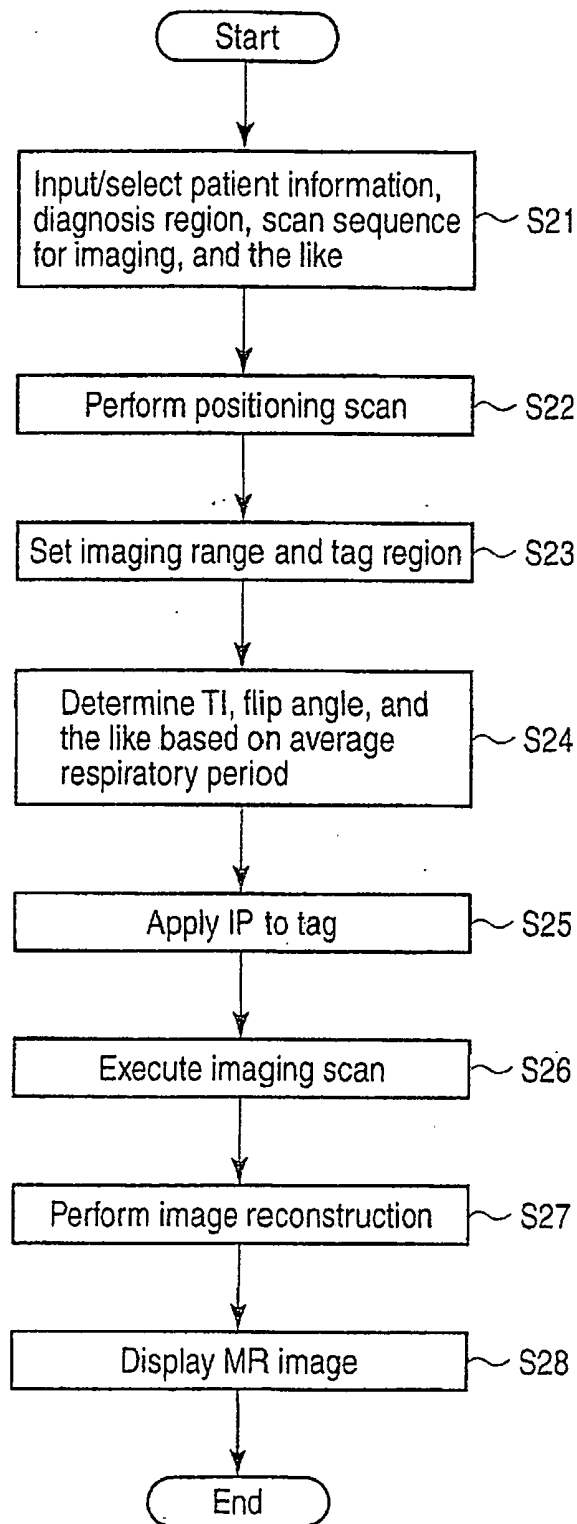 Start
Input/select patient information,
diagnosis region, scan sequence
for imaging, and the like
S21
Perform positioning scan
S22
Set imaging range and tag region
S23
Determine TI, flip angle, and
the like based on average
respiratory period
S24
Apply IP to tag
S25
Execute imaging scan
S26
Perform image reconstruction
S27
Display MR image
S28
End